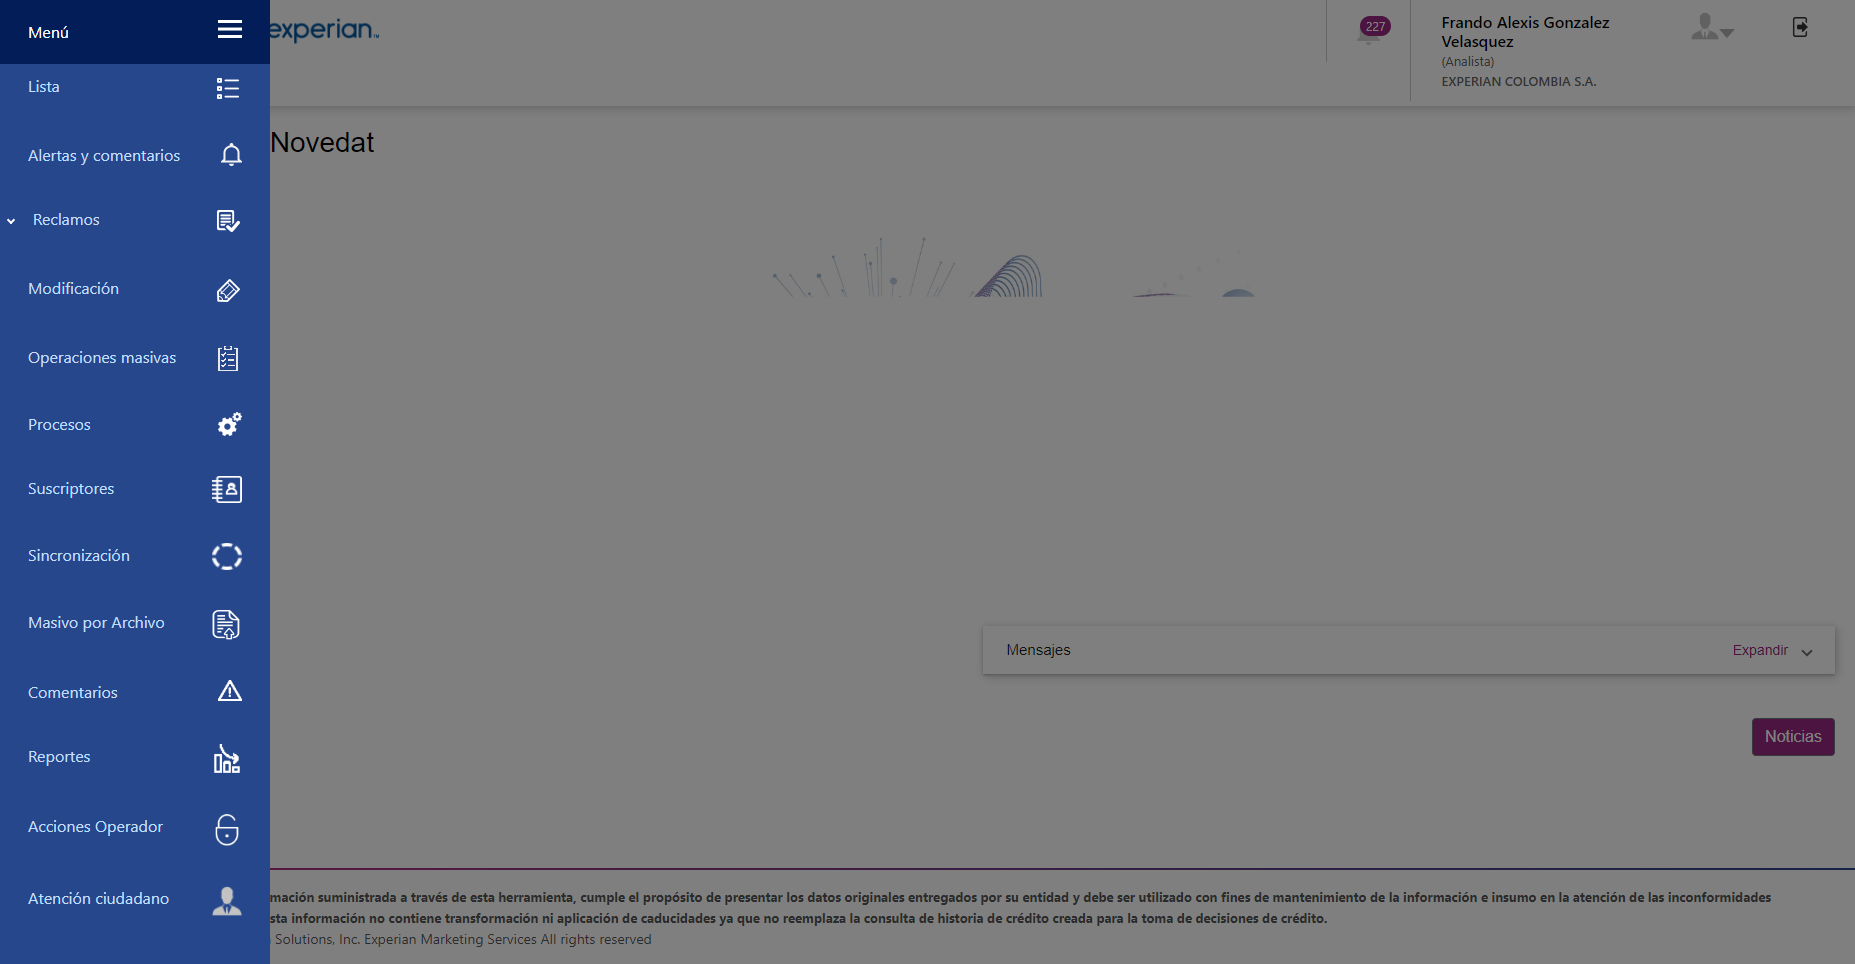 Menú
Lista
Alertas y comentarios
Reclamos
Modificación
Operaciones masivas
Procesos
Suscriptores
Sincronización
Masivo por Archivo
Comentarios
Reportes
Acciones Operador
Atención ciudadano
experian™
227
Frando Alexis Gonzalez
Velasquez
(Analista)
EXPERIAN COLOMBIA S.A.
Novedat
Mensajes
Expandir
Noticias
mación suministrada a través de esta herramienta, cumple el propósito de presentar los datos originales entregados por su entidad y debe ser utilizado con fines de mantenimiento de la información e insumo en la atención de las inconformidades
sta información no contiene transformación ni aplicación de caducidades ya que no reemplaza la consulta de historia de crédito creada para la toma de decisiones de crédito.
Solutions, Inc. Experian Marketing Services All rights reserved